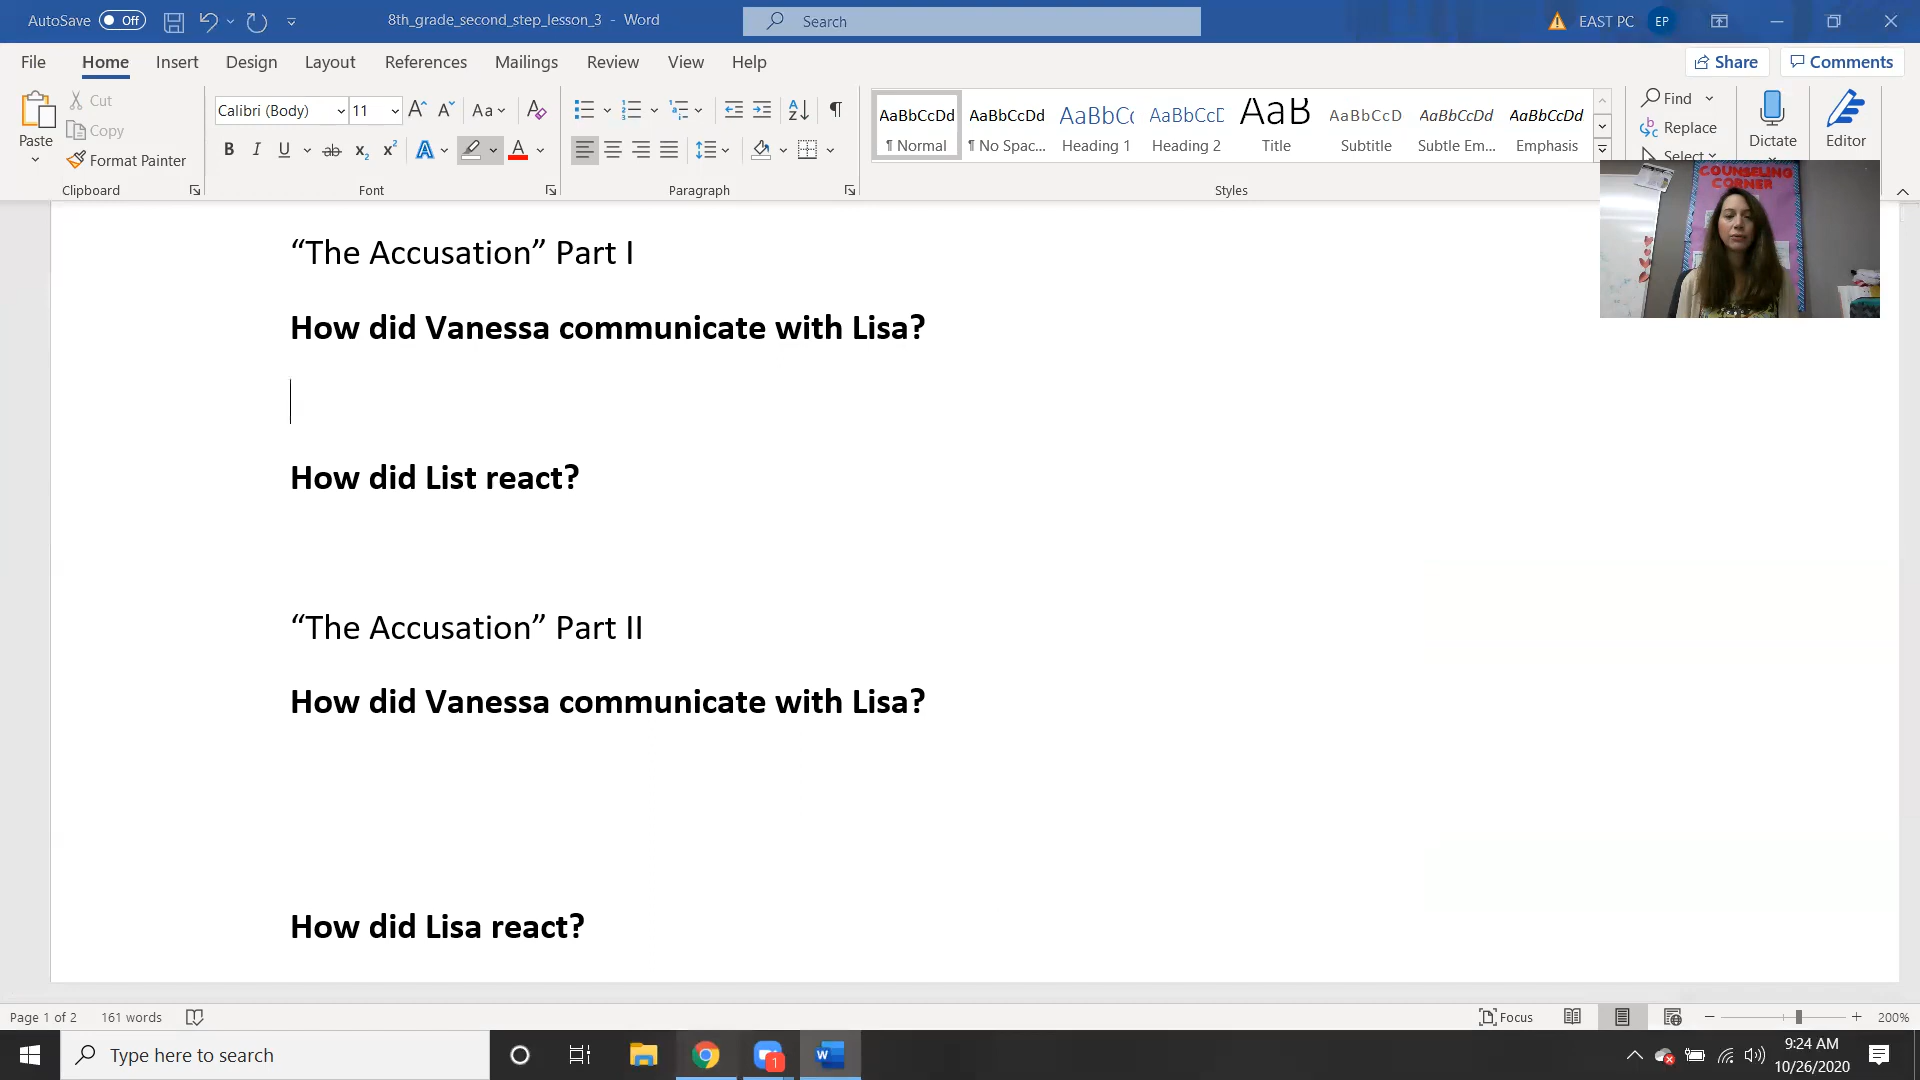 AutoSave Off 8th_grade_second_step_lesson_3 - Word Search EAST PC EP
File Home Insert Design Layout References Mailings Review View Help Share Comments
Paste Cut Copy Format Painter Clipboard
Calibri (Body) 11 Aa
B I U ab x2 x2 A A
Font
Paragraph
AaBbCcDd AaBbCcDd AaBbCc AaBbCcD AaB AaBbCcD AaBbCcDd AaBbCcDd
¶ Normal ¶ No Spac... Heading 1 Heading 2 Title Subtitle Subtle Em... Emphasis
Styles
Find Replace Select
Dictate Editor
COUNSELING
CORNER
“The Accusation” Part I
How did Vanessa communicate with Lisa?
How did List react?
“The Accusation” Part II
How did Vanessa communicate with Lisa?
How did Lisa react?
Page 1 of 2 161 words Focus 200%
Type here to search 1 W 9:24 AM
10/26/2020